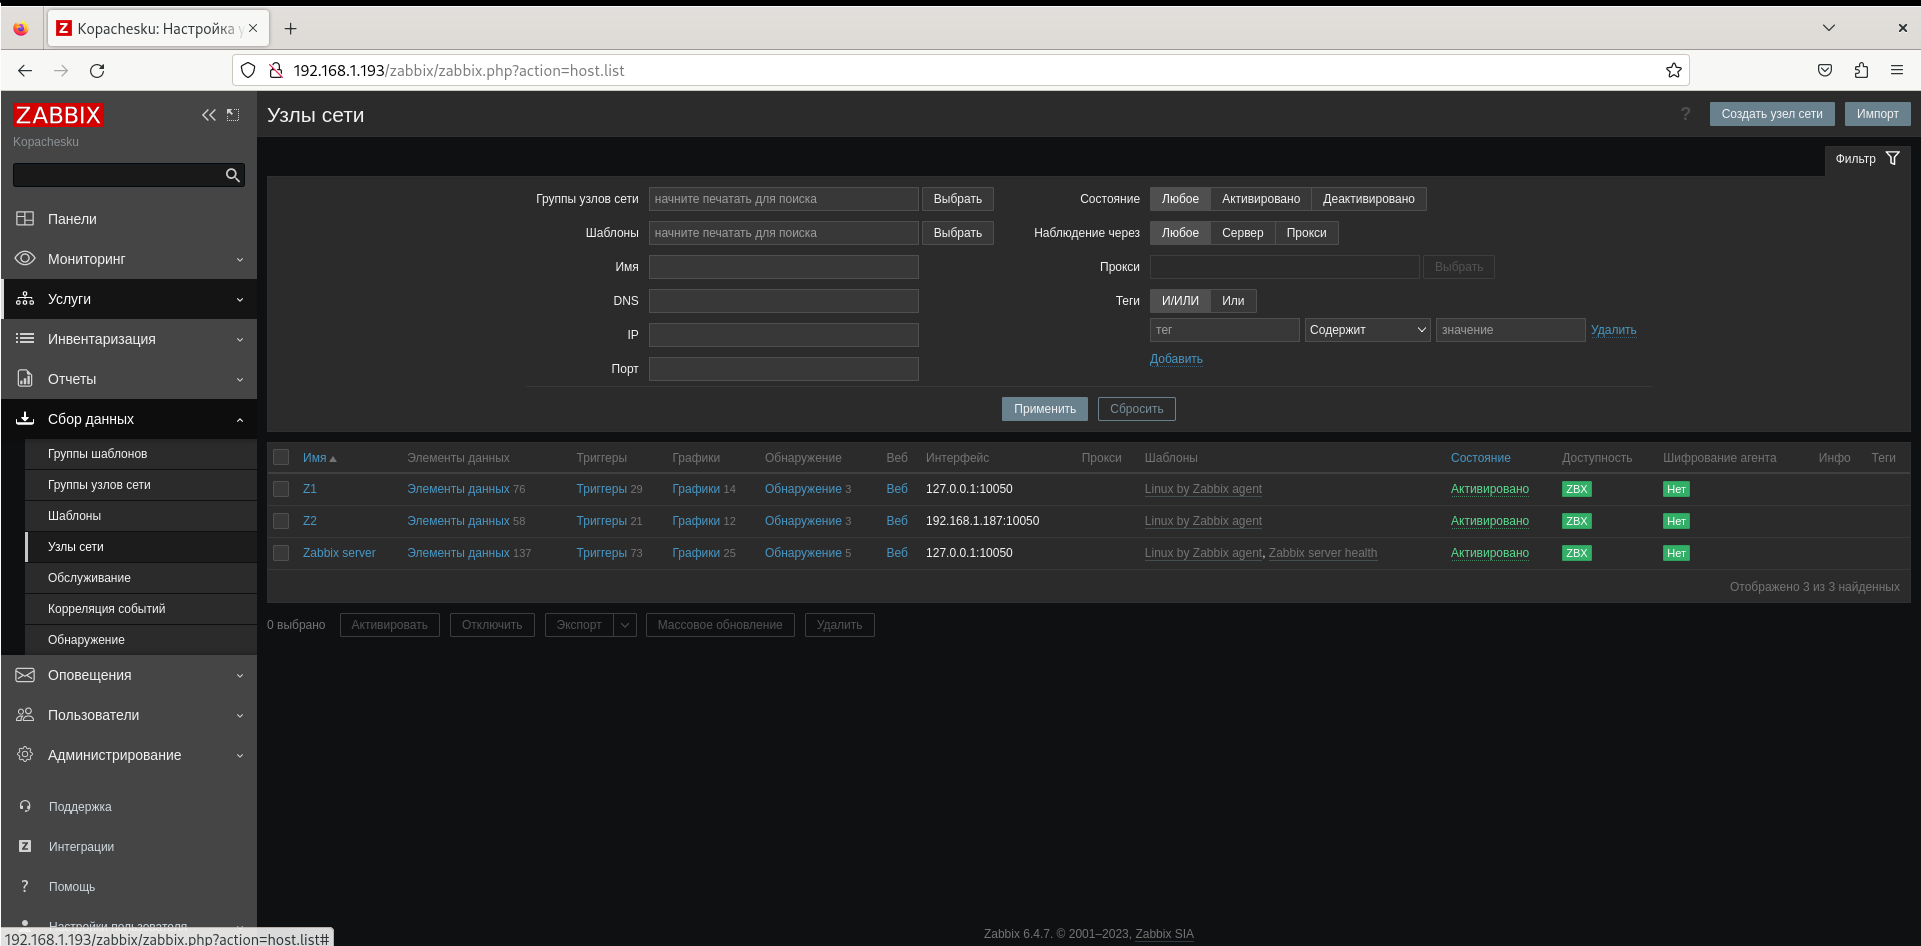 Kopachesku: Настройка у
192.168.1.193/zabbix/zabbix.php?action=host.list
ZABBIX
Kopachesku
Панели
Мониторинг
Услуги
Инвентаризация
Отчеты
Сбор данных
Группы шаблонов
Группы узлов сети
Шаблоны
Узлы сети
Обслуживание
Корреляция событий
Обнаружение
Оповещения
Пользователи
Администрирование
Поддержка
Интеграции
Помощь
Настройки пользователя
192.168.1.193/zabbix/zabbix.php?action=host.list#
Узлы сети
? Создать узел сети Импорт
Фильтр
Группы узлов сети начните печатать для поиска Выбрать
Шаблоны начните печатать для поиска Выбрать
Имя
DNS
IP
Порт
Состояние Любое Активировано Деактивировано
Наблюдение через Любое Сервер Прокси
Прокси Выбрать
Теги И/ИЛИ Или
тег Содержит значение Удалить
Добавить
Применить Сбросить
Имя Элементы данных Триггеры Графики Обнаружение Веб Интерфейс Прокси Шаблоны Состояние Доступность Шифрование агента Инфо Теги
Z1 Элементы данных 76 Триггеры 29 Графики 14 Обнаружение 3 Веб 127.0.0.1:10050 Linux by Zabbix agent Активировано ZBX Нет
Z2 Элементы данных 58 Триггеры 21 Графики 12 Обнаружение 3 Веб 192.168.1.187:10050 Linux by Zabbix agent Активировано ZBX Нет
Zabbix server Элементы данных 137 Триггеры 73 Графики 25 Обнаружение 5 Веб 127.0.0.1:10050 Linux by Zabbix agent, Zabbix server health Активировано ZBX Нет
Отображено 3 из 3 найденных
0 выбрано Активировать Отключить Экспорт Массовое обновление Удалить
Zabbix 6.4.7. © 2001–2023, Zabbix SIA